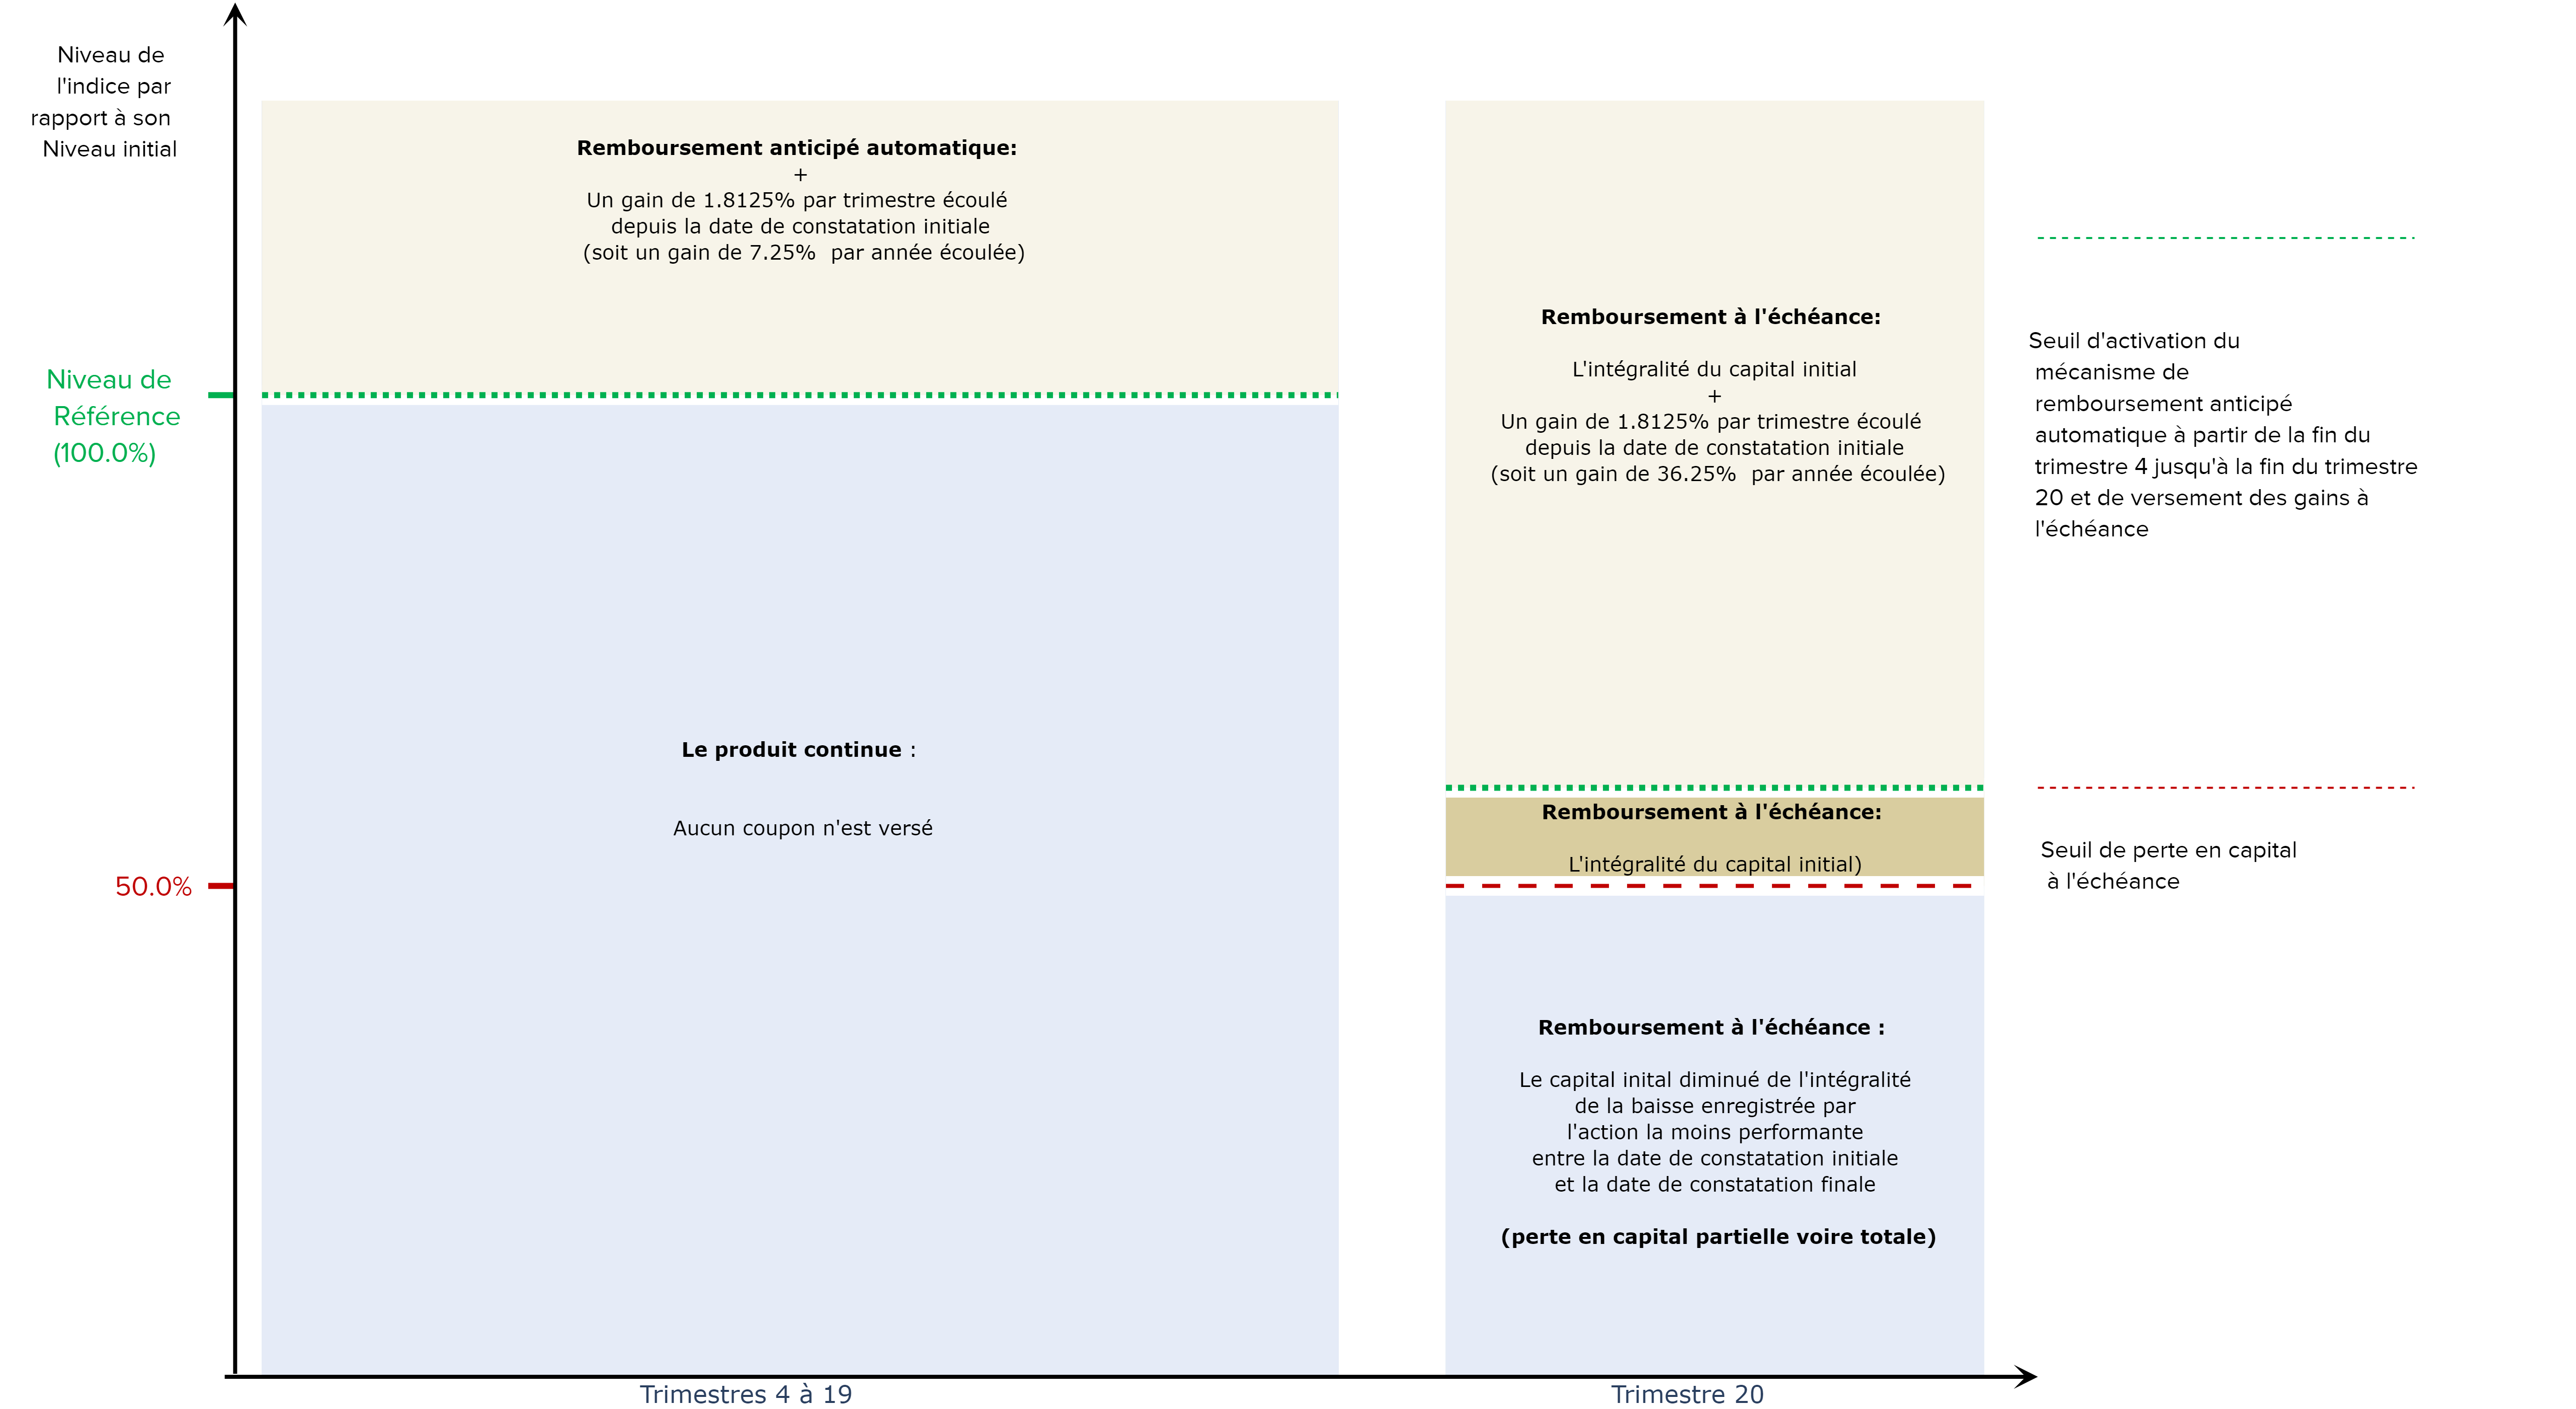 Niveau de
l'indice par
rapport à son
Niveau initial
Remboursement anticipé automatique:
+
Un gain de 1.8125% par trimestre écoulé
depuis la date de constatation initiale
(soit un gain de 7.25%  par année écoulée)
Niveau de
Référence
(100.0%)
Le produit continue :
Aucun coupon n'est versé
50.0%
Remboursement à l'échéance:
L'intégralité du capital initial
+
Un gain de 1.8125% par trimestre écoulé
depuis la date de constatation initiale
(soit un gain de 36.25%  par année écoulée)
Remboursement à l'échéance:
L'intégralité du capital initial)
Remboursement à l'échéance :
Le capital inital diminué de l'intégralité
de la baisse enregistrée par
l'action la moins performante
entre la date de constatation initiale
et la date de constatation finale
(perte en capital partielle voire totale)
Seuil d'activation du
mécanisme de
remboursement anticipé
automatique à partir de la fin du
trimestre 4 jusqu'à la fin du trimestre
20 et de versement des gains à
l'échéance
Seuil de perte en capital
à l'échéance
Trimestres 4 à 19
Trimestre 20